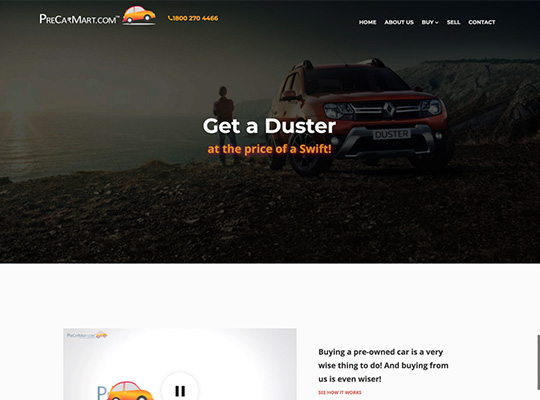 PRECARMART.COM™
1800 270 4466
HOME ABOUT US BUY SELL CONTACT
Get a Duster
at the price of a Swift!
DUSTER
PRECARMART.COM
P
Buying a pre-owned car is a very
wise thing to do! And buying from
us is even wiser!
SEE HOW IT WORKS